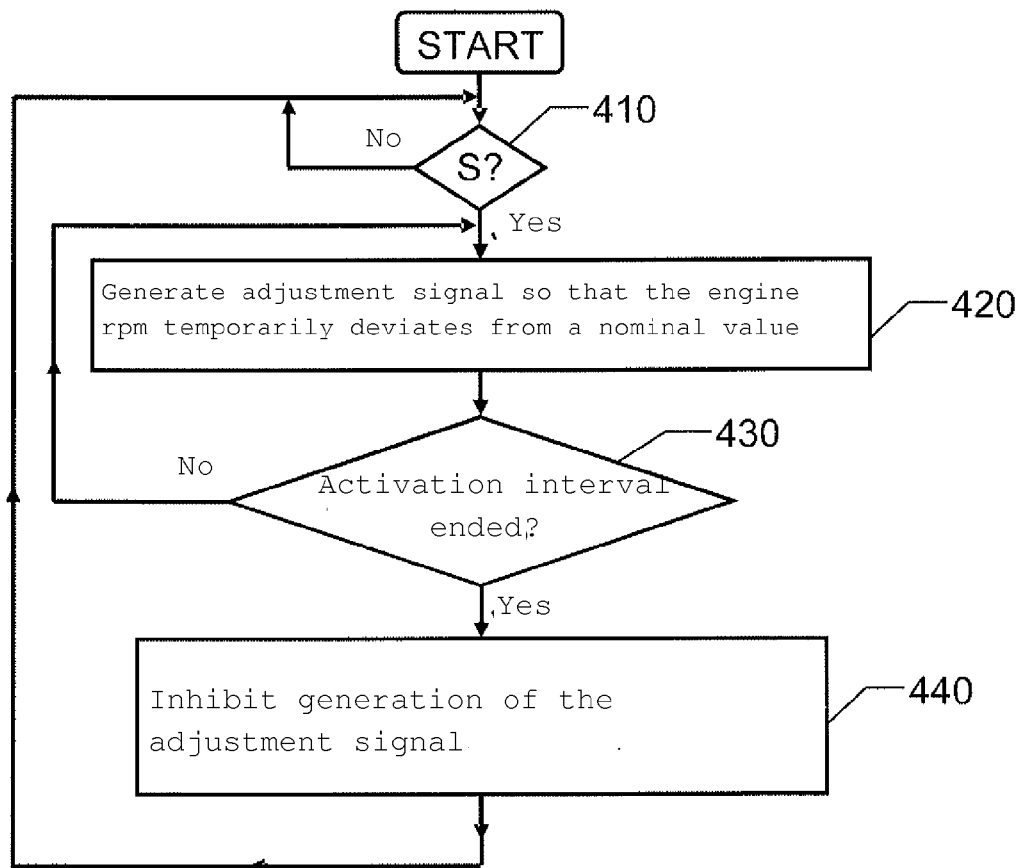 START
410
No
S?
Yes
Generate adjustment signal so that the engine
rpm temporarily deviates from a nominal value
420
430
No
Activation interval
ended?
Yes
440
Inhibit generation of the
adjustment signal